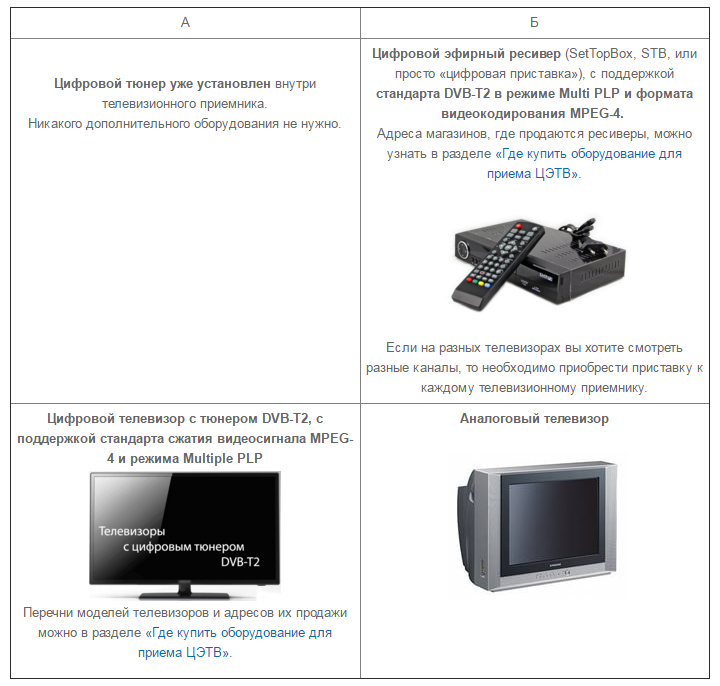 А
Б
Цифровой тюнер уже установлен внутри
телевизионного приемника.
Никакого дополнительного оборудования не нужно.
Цифровой эфирный ресивер (SetTopBox, STB, или
просто «цифровая приставка»), с поддержкой
стандарта DVB-T2 в режиме Multi PLP и формата
видеокодирования MPEG-4.
Адреса магазинов, где продаются ресиверы, можно
узнать в разделе «Где купить оборудование для
приема ЦЭТВ».
Если на разных телевизорах вы хотите смотреть
разные каналы, то необходимо приобрести приставку к
каждому телевизионному приемнику.
Цифровой телевизор с тюнером DVB-T2, с
поддержкой стандарта сжатия видеосигнала MPEG-
4 и режима Multiple PLP
Телевизоры
с цифровым тюнером
DVB-T2
Перечни моделей телевизоров и адресов их продажи
можно в разделе «Где купить оборудование для
приема ЦЭТВ».
Аналоговый телевизор